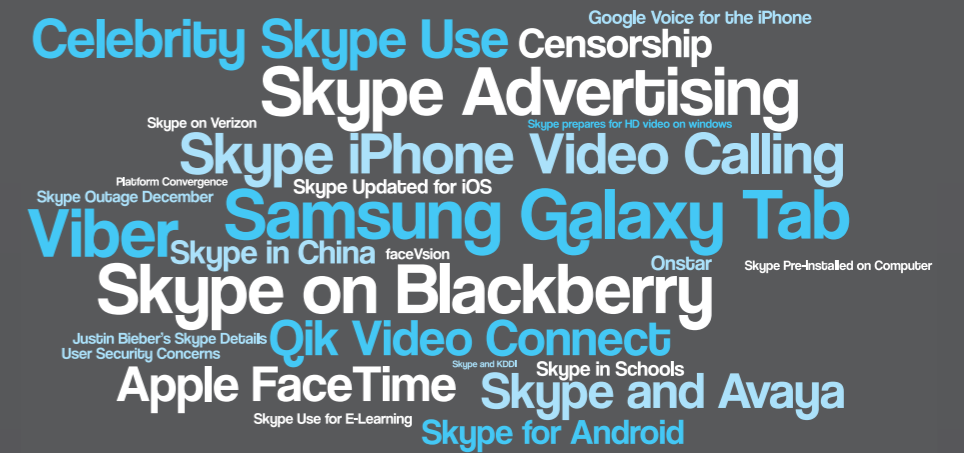 Google Voice for the iPhone
Celebrity Skype Use
Censorship
Skype Advertising
Skype on Verizon
Skype prepares for HD video on windows
Skype iPhone Video Calling
Platform Convergence
Skype Updated for iOS
Skype Outage December
Samsung Galaxy Tab
Viber
Skype in China
faceVsion
Onstar
Skype Pre-Installed on Computer
Skype on Blackberry
Justin Bieber's Skype Details
Qik Video Connect
User Security Concerns
Skype and KDDI
Skype in Schools
Apple FaceTime
Skype and Avaya
Skype Use for E-Learning
Skype for Android